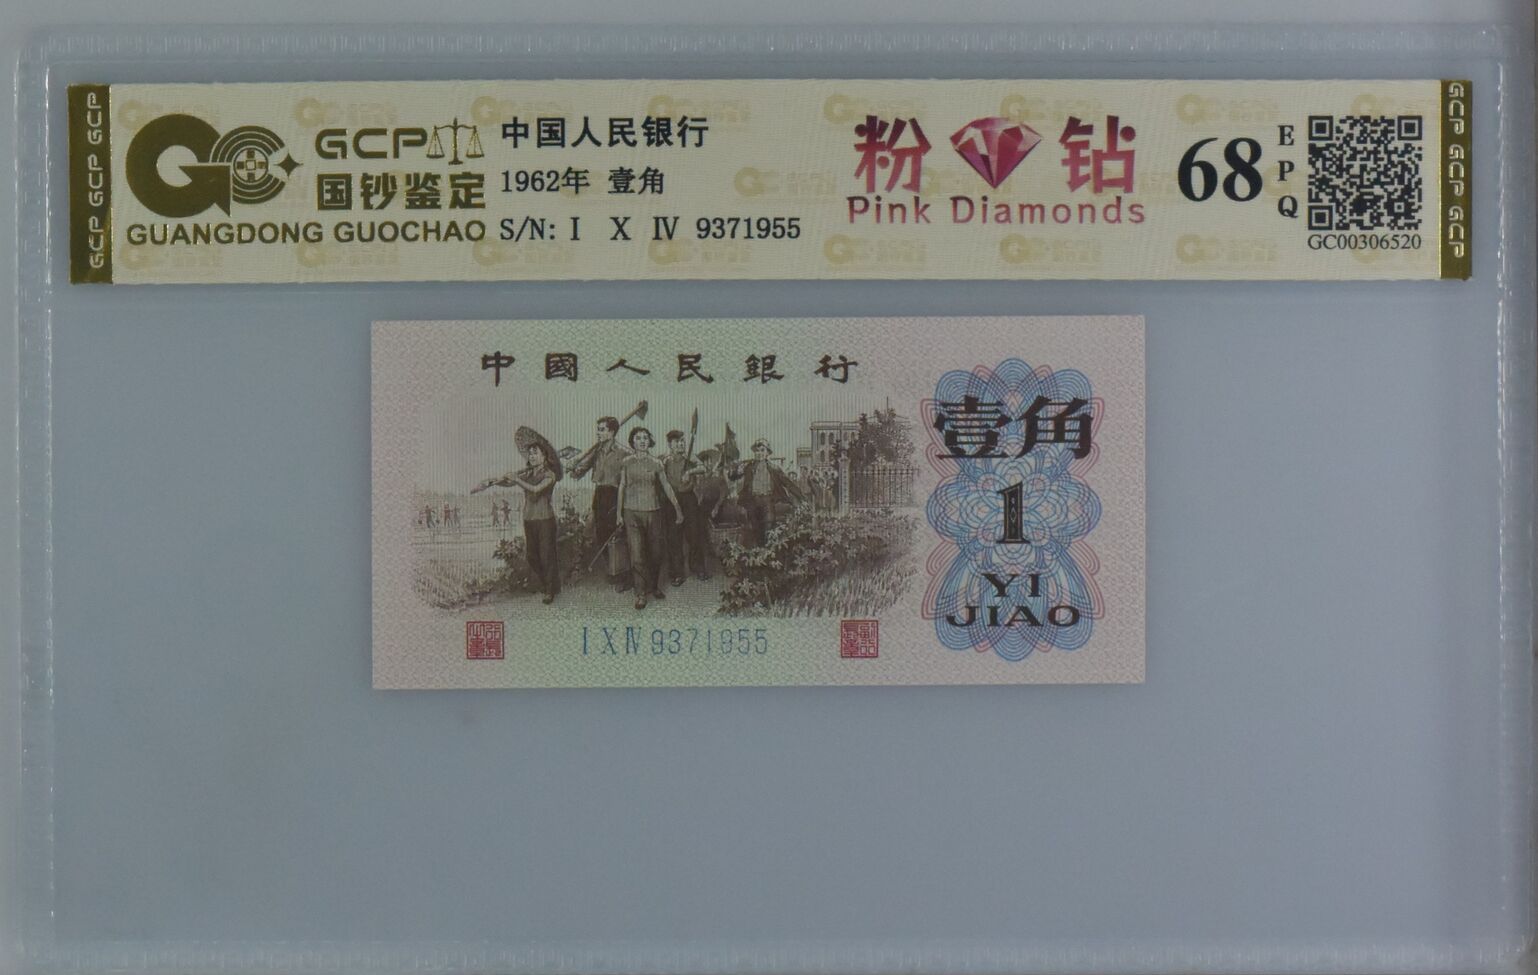 GCP GCP GCP
GCP
国钞鉴定
GUANGDONG GUOCHAO
中国人民银行
1962年 壹角
S/N: I X IV 9371955
粉 钻
Pink Diamonds
68
EPQ
GC00306520
GCP GCP GCP
中國人民銀行
壹角
1
YI
JIAO
I X IV 9371955